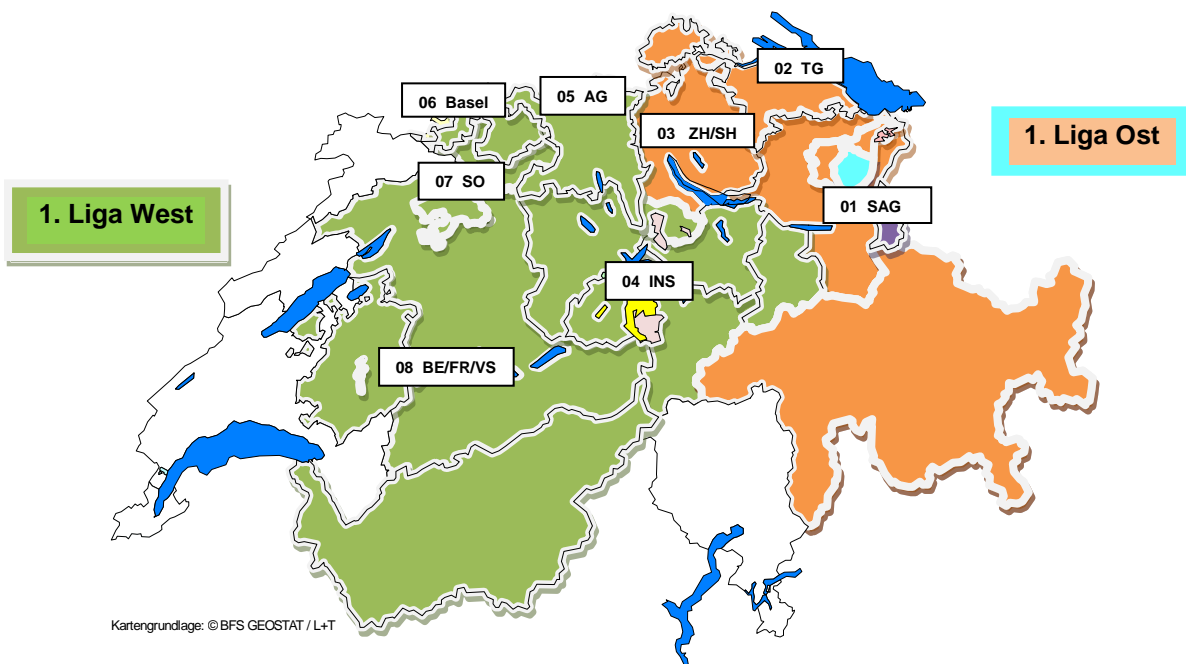 02 TG
06 Basel
05 AG
03 ZH/SH
1. Liga Ost
07 SO
1. Liga West
01 SAG
04 INS
08 BE/FR/VS
Kartengrundlage: © BFS GEOSTAT / L+T